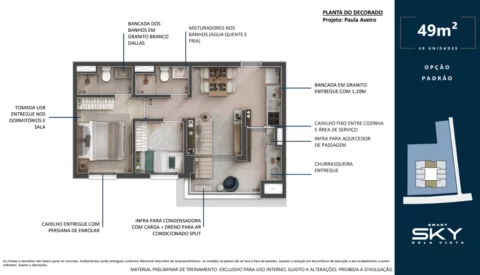 PLANTA DO DECORADO
Projeto: Paula Aveiro
BANCADA DOS
BANHOS EM
GRANITO BRANCO
DALLAS
MISTURADORES NOS
BANHOS (ÁGUA QUENTE E
FRIA)
BANCADA EM GRANITO
ENTREGUE COM 1,20M
TOMADA USB
ENTREGUE NOS
DORMITÓRIOS E
SALA
CAIXILHO FIXO ENTRE COZINHA
E ÁREA DE SERVIÇO
INFRA PARA AQUECEDOR
DE PASSAGEM
CHURRASQUEIRA
ENTREGUE
CAIXILHO ENTREGUE COM
PERSIANA DE ENROLAR
INFRA PARA CONDENSADORA
COM CARGA + DRENO PARA AR
CONDICIONADO SPLIT
MATERIAL PRELIMINAR DE TREINAMENTO. EXCLUSIVO PARA USO INTERNO, SUJEITO A ALTERAÇÕES. PROIBIDA A DIVULGAÇÃO.
49m²
48 UNIDADES
OPÇÃO
PADRÃO
SMART
SKY
BELA VISTA